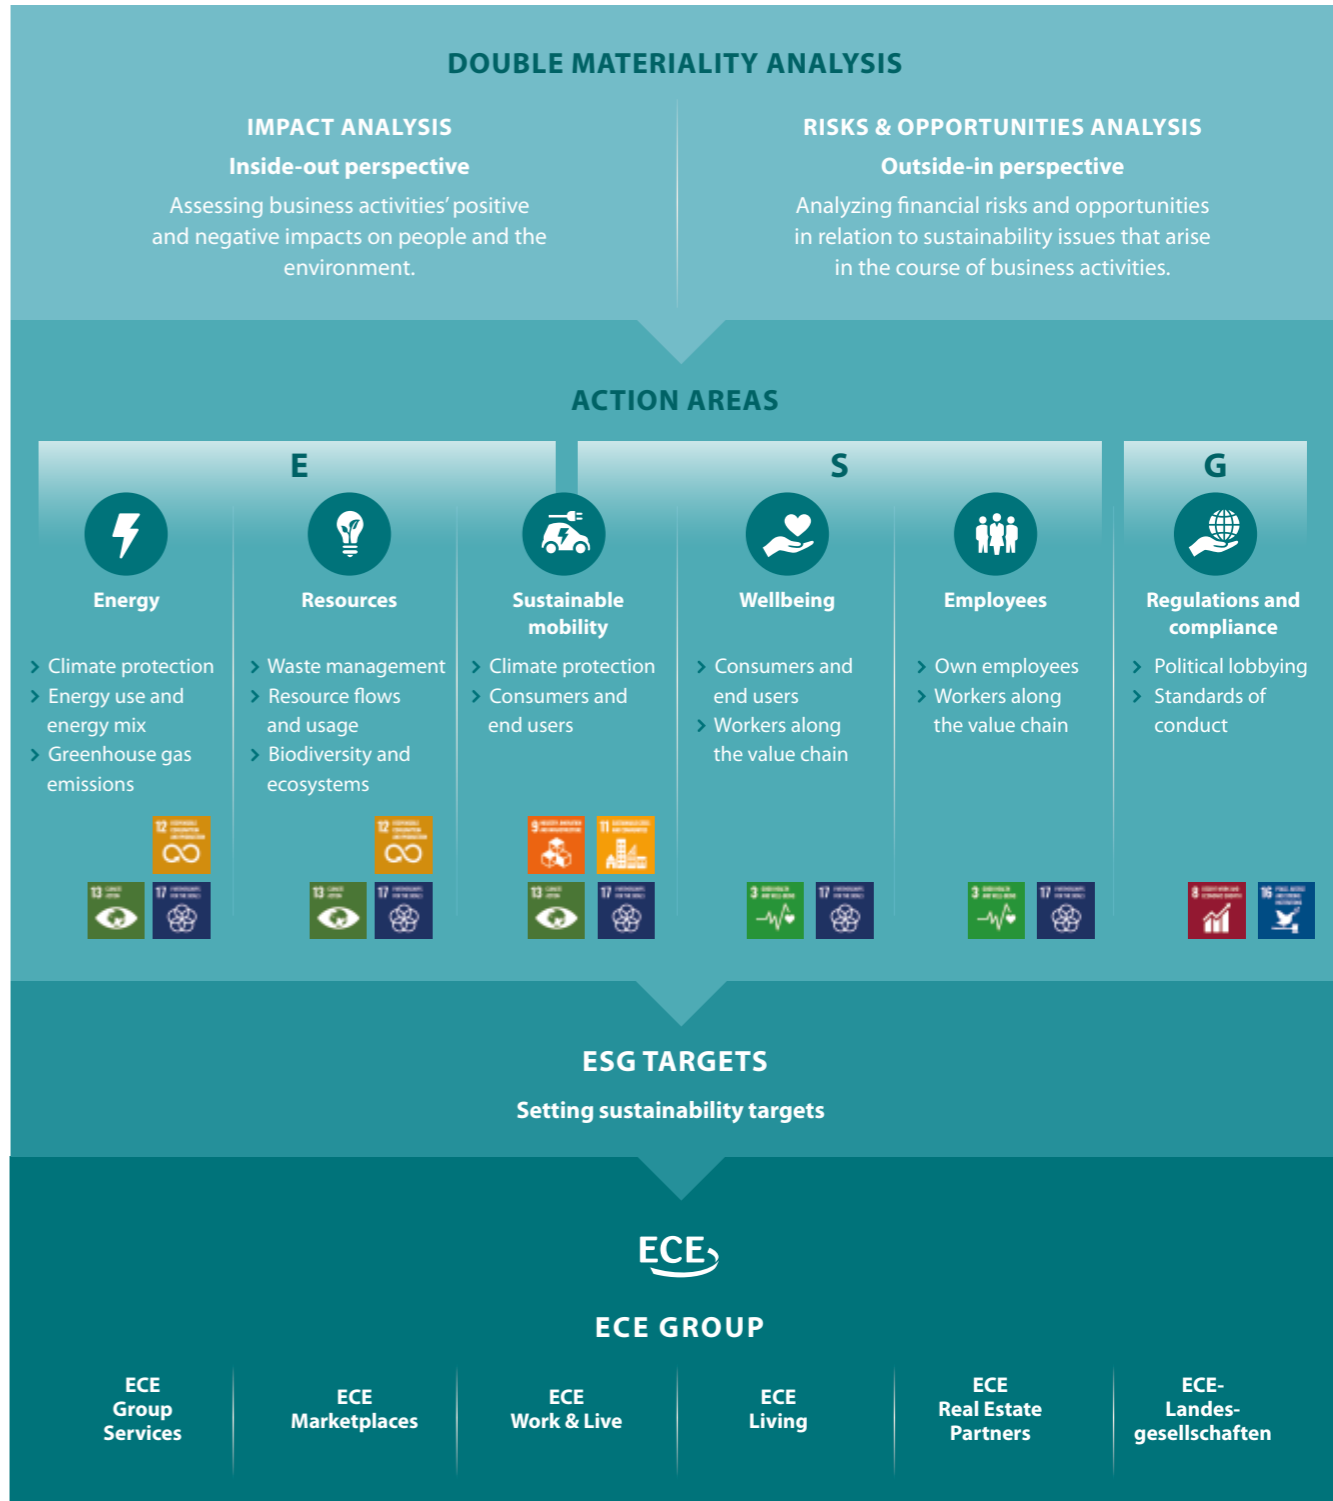 DOUBLE MATERIALITY ANALYSIS
IMPACT ANALYSIS
Inside-out perspective
Assessing business activities’ positive
and negative impacts on people and the
environment.
RISKS & OPPORTUNITIES ANALYSIS
Outside-in perspective
Analyzing financial risks and opportunities
in relation to sustainability issues that arise
in the course of business activities.
ACTION AREAS
E
S
G
Energy
Climate protection
Energy use and
energy mix
Greenhouse gas
emissions
12
13
17
Resources
Waste management
Resource flows
and usage
Biodiversity and
ecosystems
12
13
17
Sustainable
mobility
Climate protection
Consumers and
end users
9
11
13
17
Wellbeing
Consumers and
end users
Workers along
the value chain
3
17
Employees
Own employees
Workers along
the value chain
3
17
Regulations and
compliance
Political lobbying
Standards of
conduct
8
16
ESG TARGETS
Setting sustainability targets
ECE
ECE GROUP
ECE
Group
Services
ECE
Marketplaces
ECE
Work & Live
ECE
Living
ECE
Real Estate
Partners
ECE-
Landes-
gesellschaften